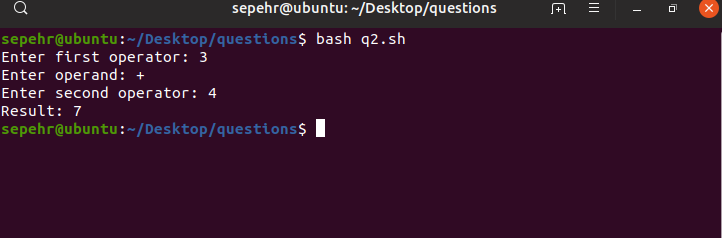 sepehr@ubuntu: ~/Desktop/questions
sepehr@ubuntu:~/Desktop/questions$ bash q2.sh
Enter first operator: 3
Enter operand: +
Enter second operator: 4
Result: 7
sepehr@ubuntu:~/Desktop/questions$